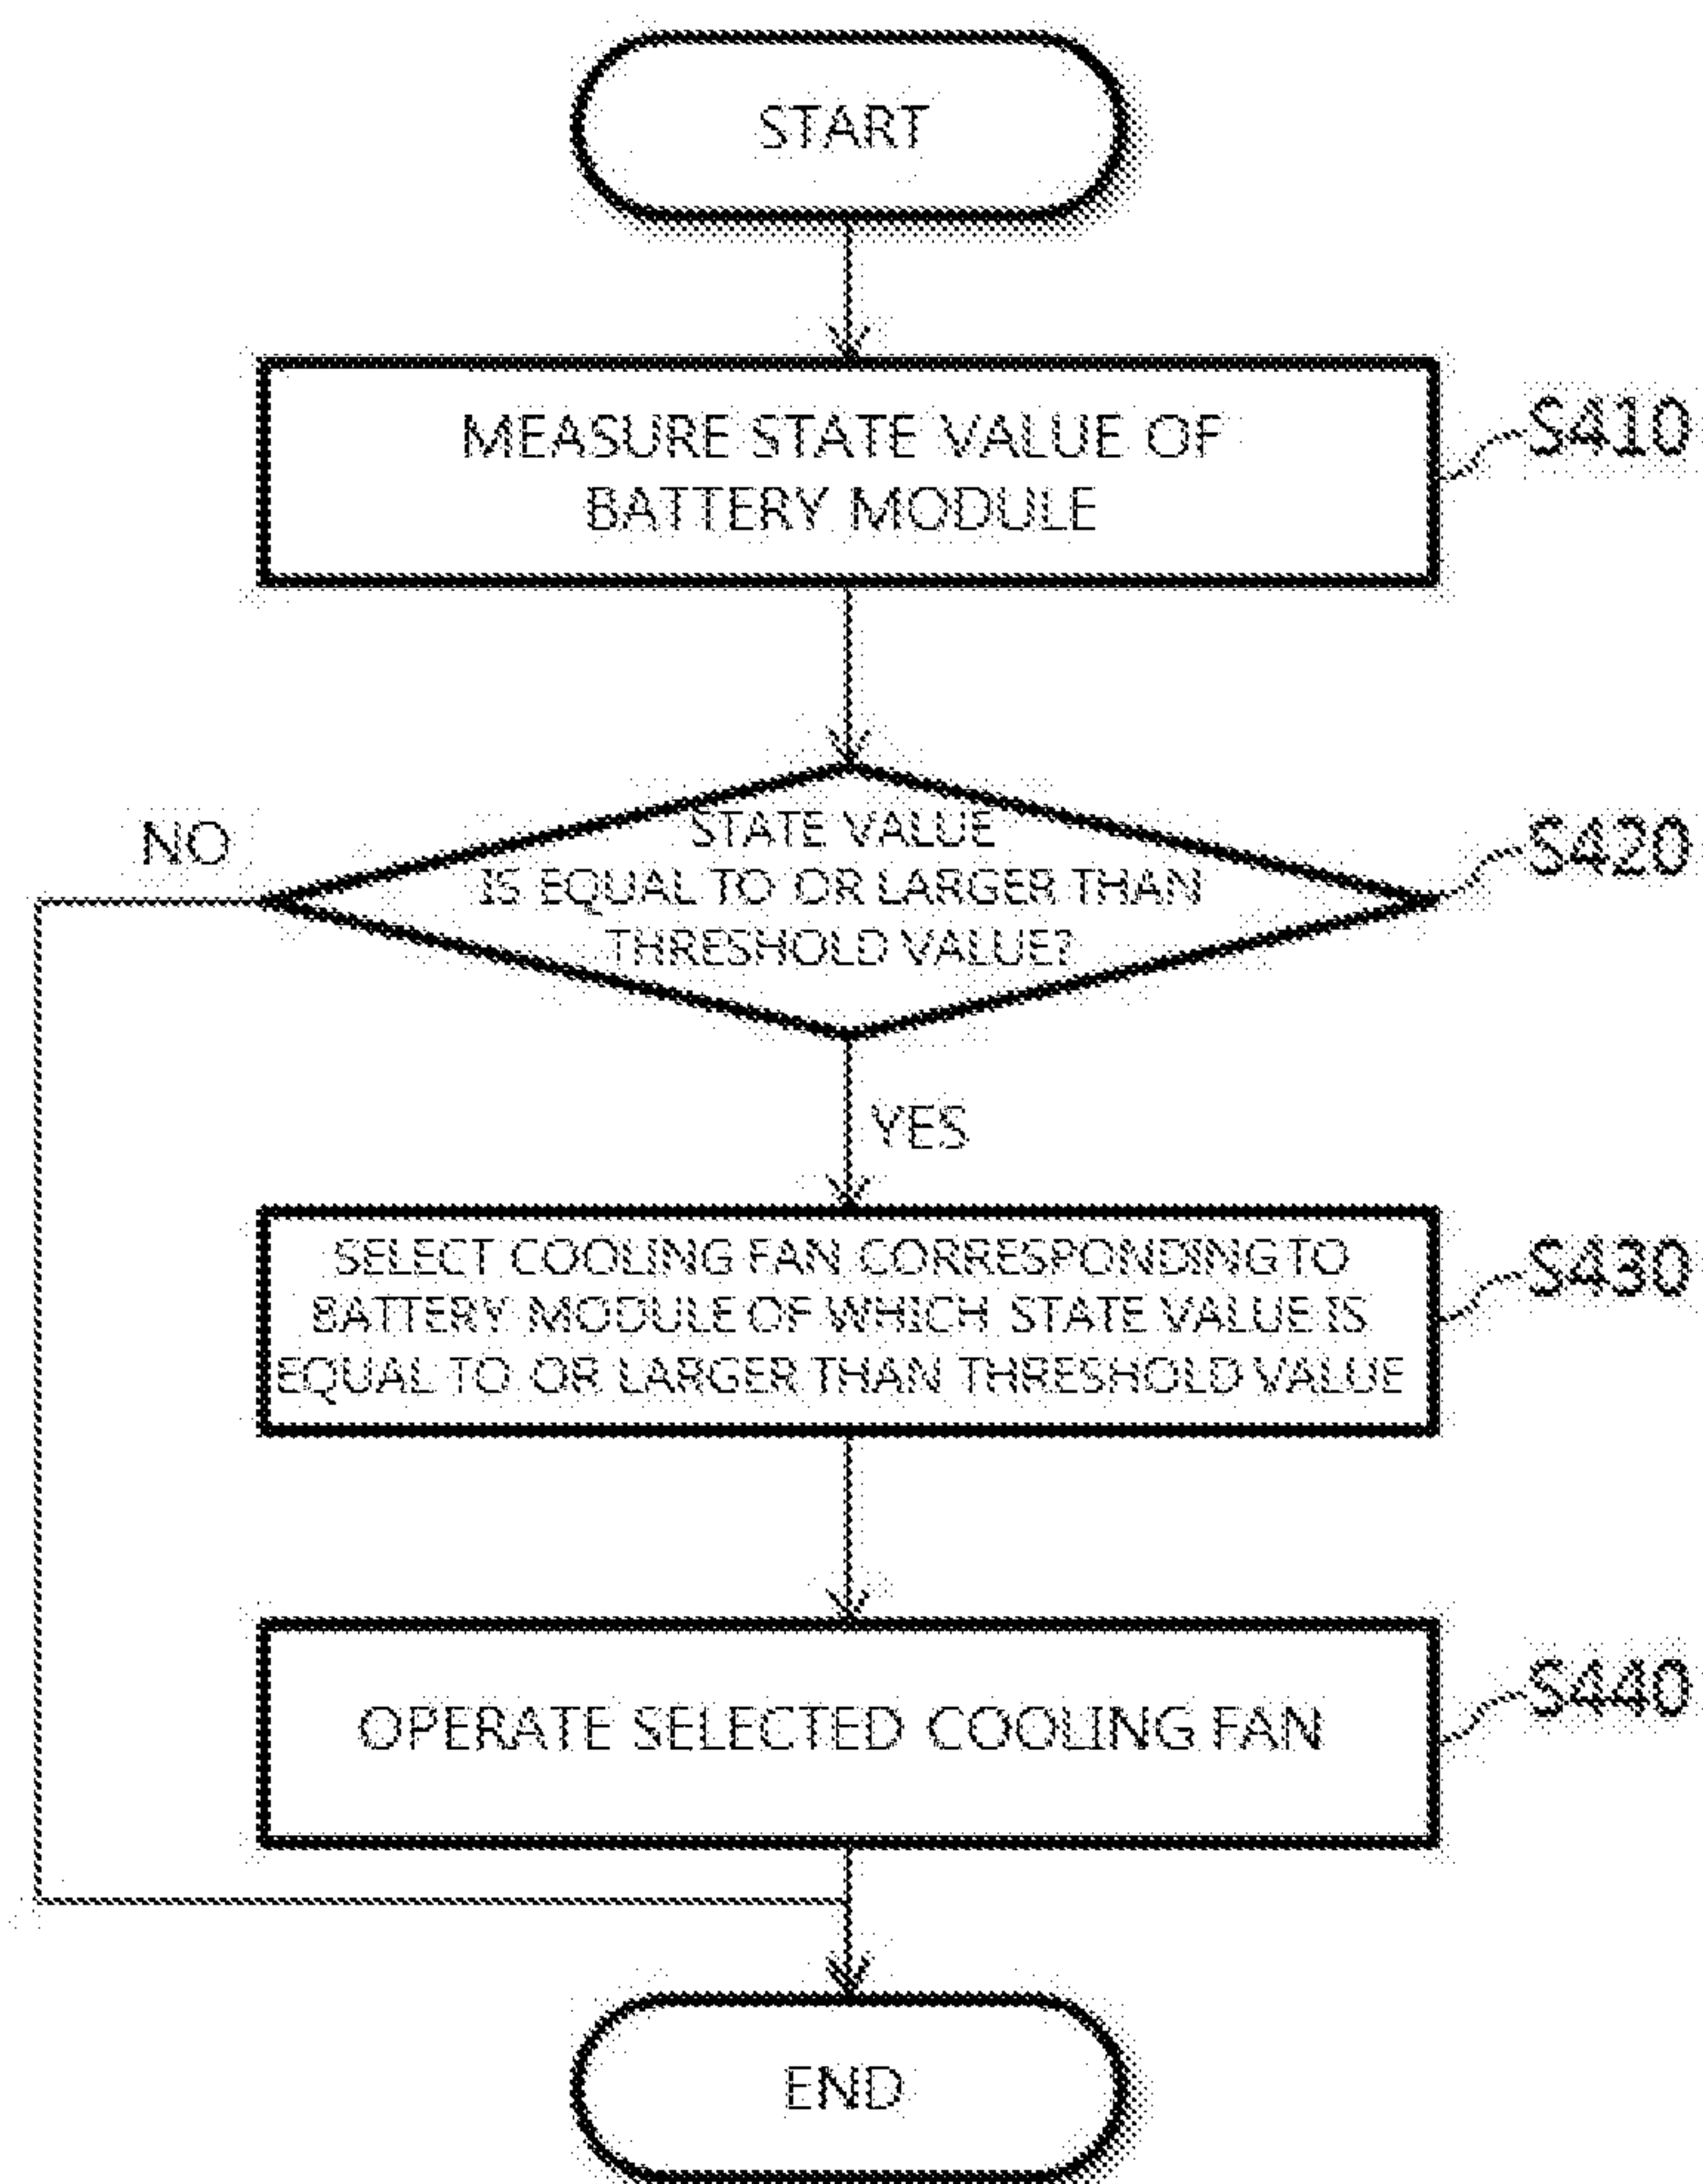 START
MEASURE STATE VALUE OF
BATTERY MODULE
S410
STATE VALUE
IS EQUAL TO OR LARGER THAN
THRESHOLD VALUE?
S420
NO
YES
SELECT COOLING FAN CORRESPONDING TO
BATTERY MODULE OF WHICH STATE VALUE IS
EQUAL TO OR LARGER THAN THRESHOLD VALUE
S430
OPERATE SELECTED COOLING FAN
S440
END